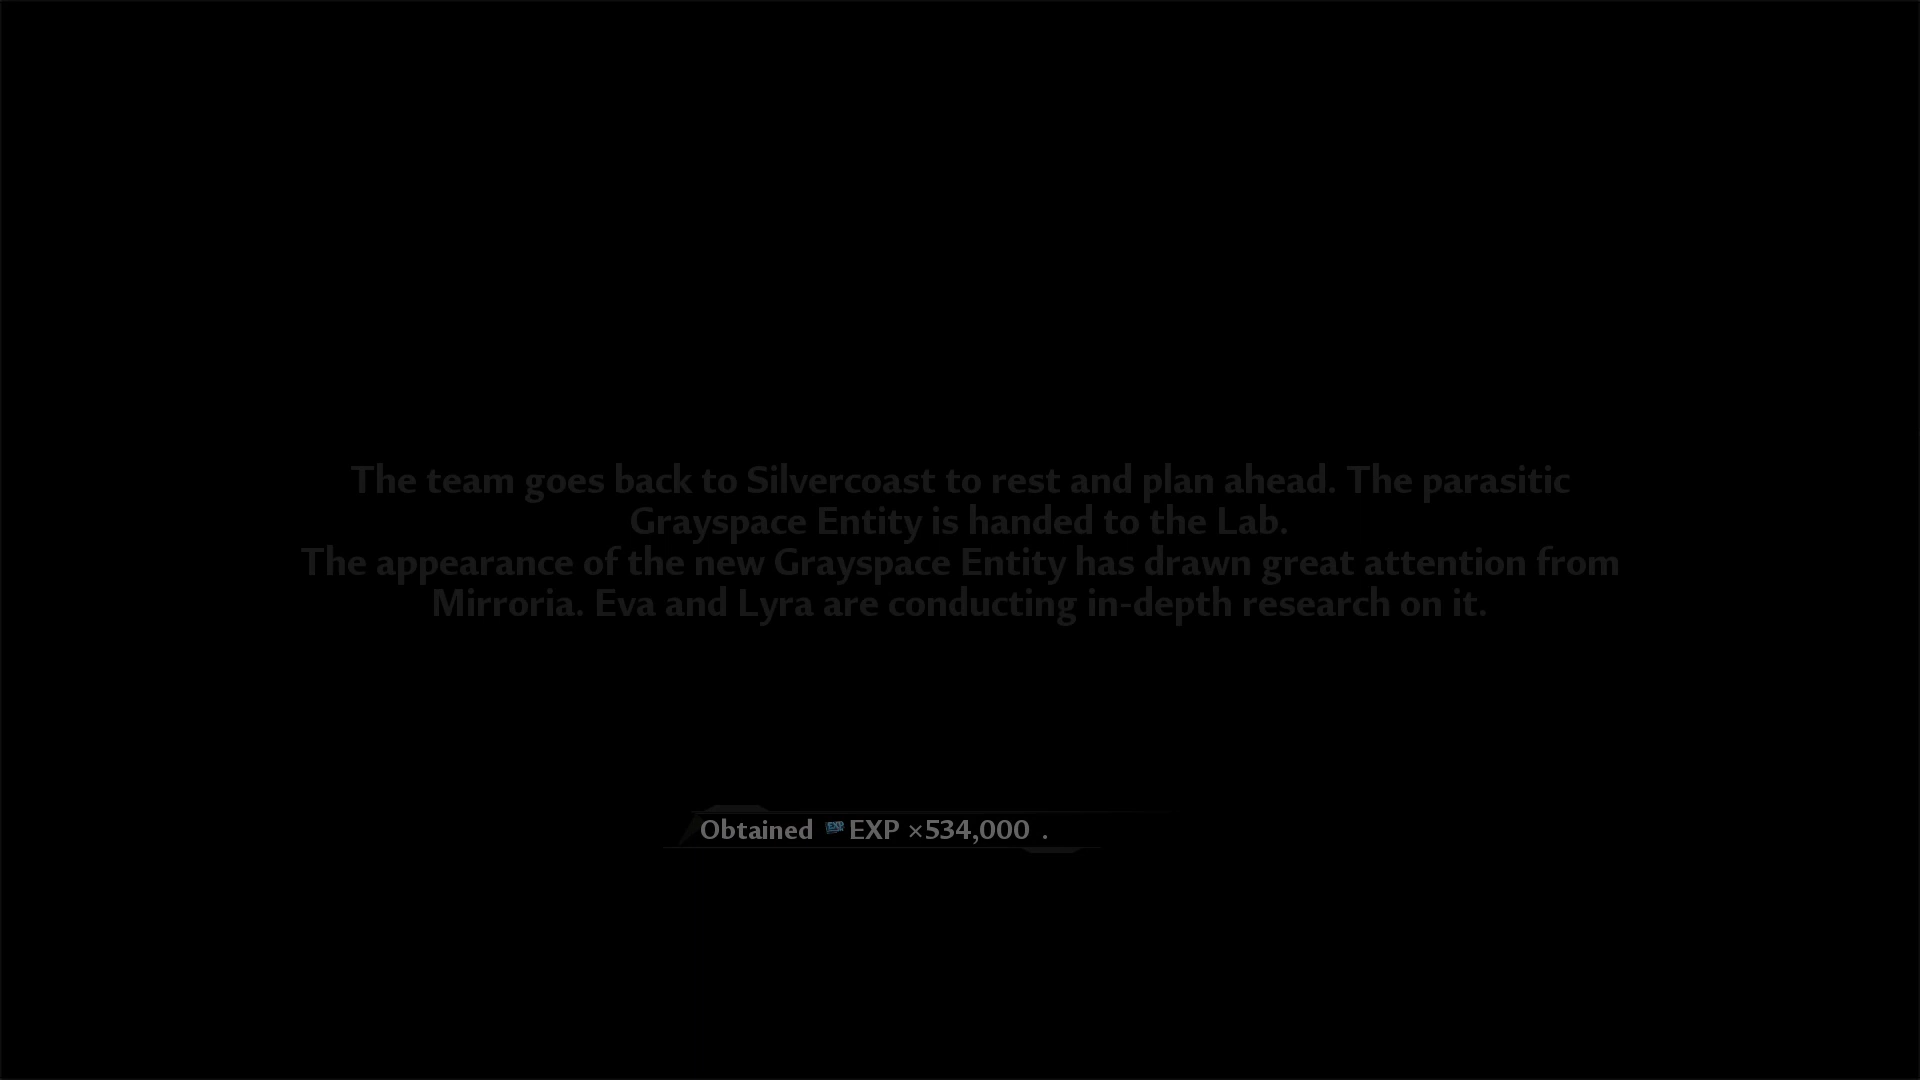 The team goes back to Silvercoast to rest and plan ahead. The parasitic
Grayspace Entity is handed to the Lab.
The appearance of the new Grayspace Entity has drawn great attention from
Mirroria. Eva and Lyra are conducting in-depth research on it.
Obtained EXP EXP ×534,000 .